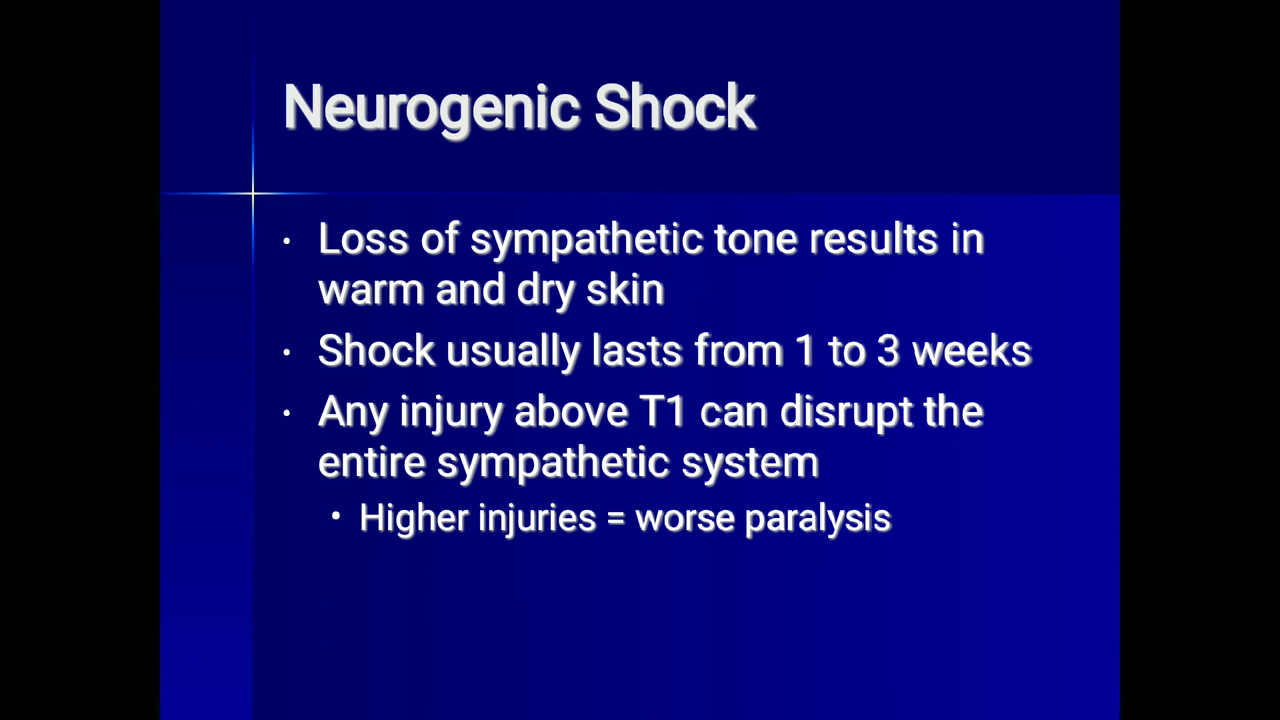 Neurogenic Shock
• Loss of sympathetic tone results in
warm and dry skin
• Shock usually lasts from 1 to 3 weeks
• Any injury above T1 can disrupt the
entire sympathetic system
• Higher injuries = worse paralysis